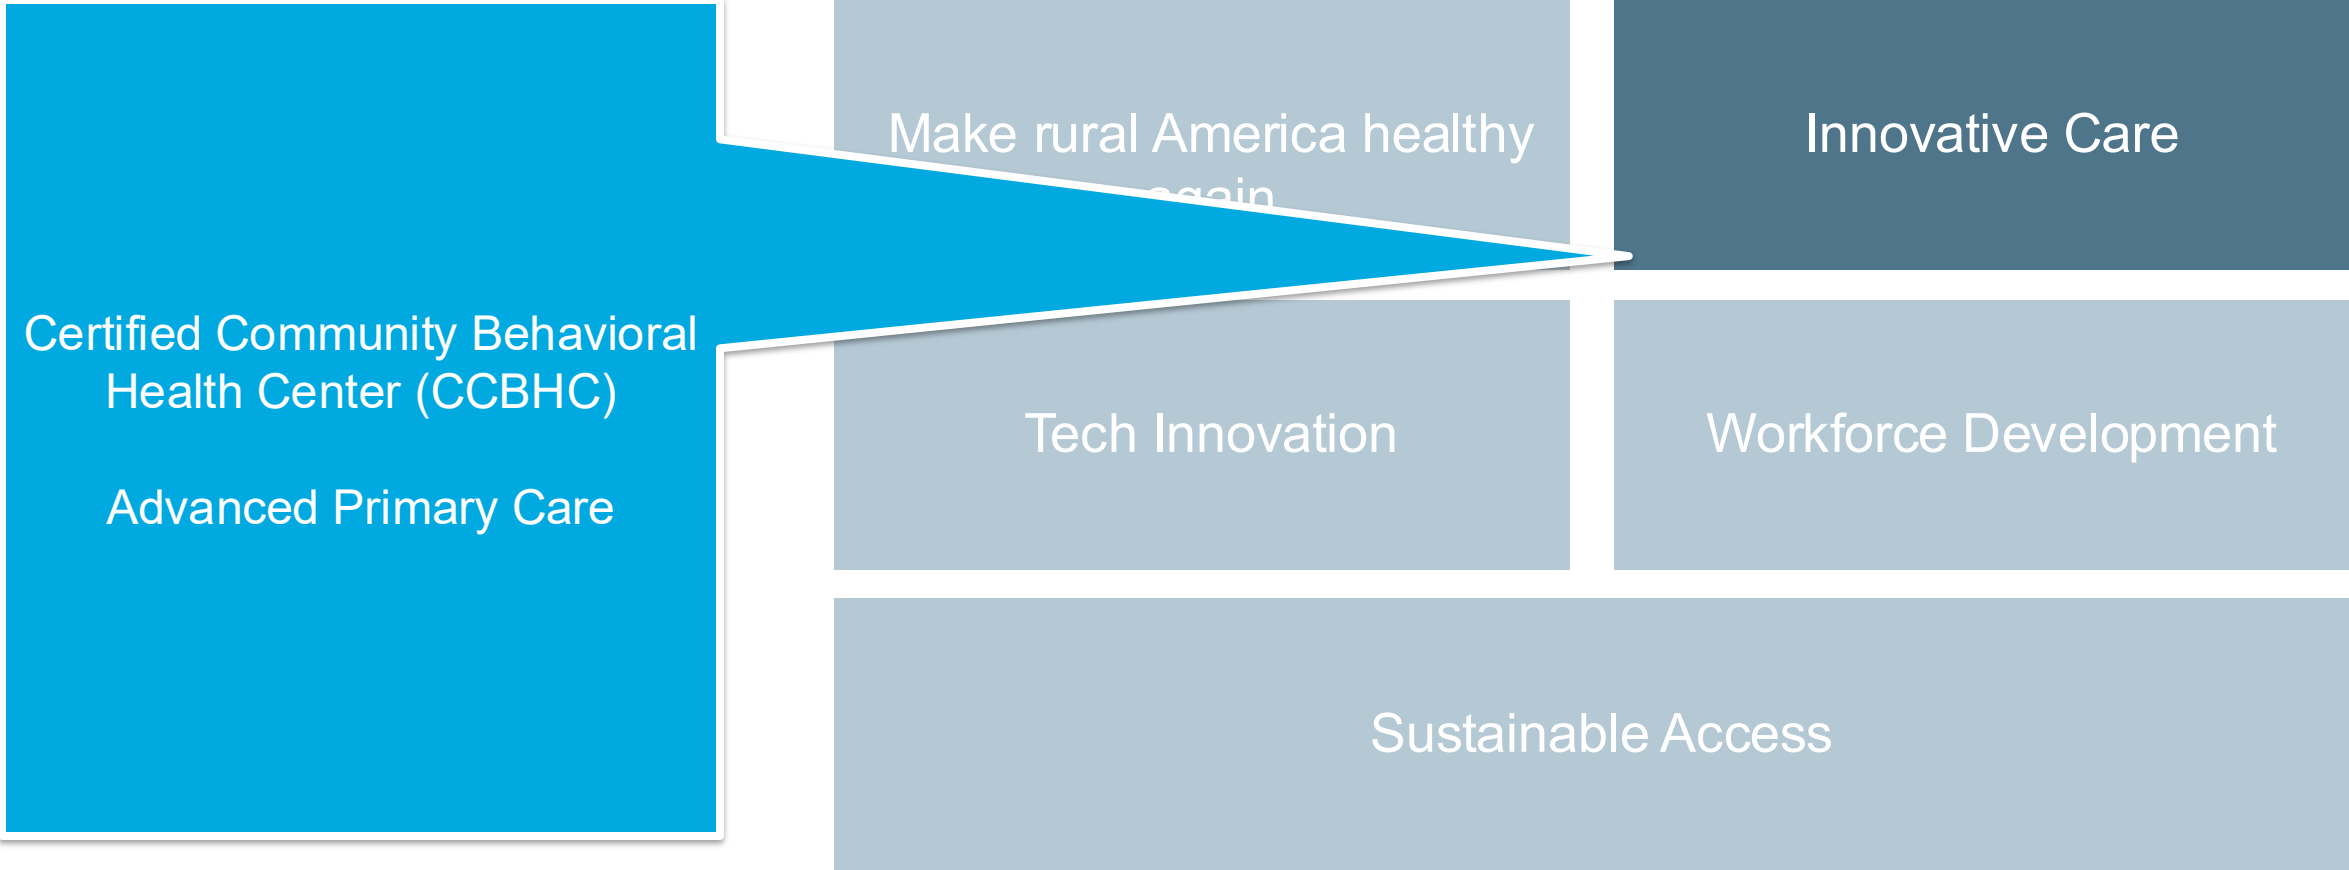 Certified Community Behavioral
Health Center (CCBHC)
Advanced Primary Care
Make rural America healthy
again
Innovative Care
Tech Innovation
Workforce Development
Sustainable Access